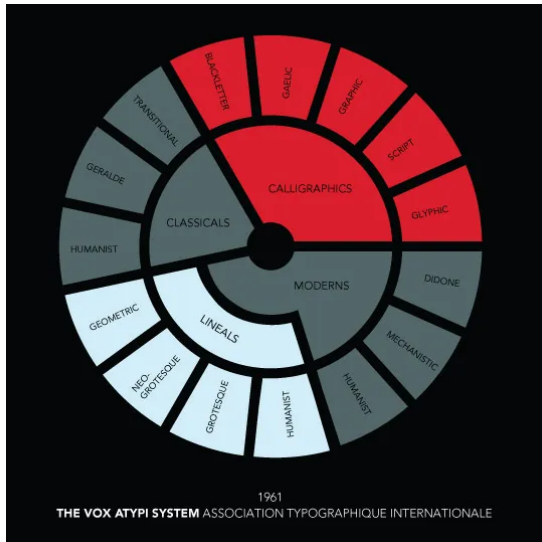 BLACKLETTER
GAELIC
GRAPHIC
SCRIPT
GLYPHIC
CALLIGRAPHICS
TRANSITIONAL
GERALDE
HUMANIST
CLASSICALS
DIDONE
MECHANISTIC
HUMANIST
MODERNS
LINEALS
GEOMETRIC
NEO-
GROTESQUE
GROTESQUE
HUMANIST
1961
THE VOX ATYPI SYSTEM ASSOCIATION TYPOGRAPHIQUE INTERNATIONALE